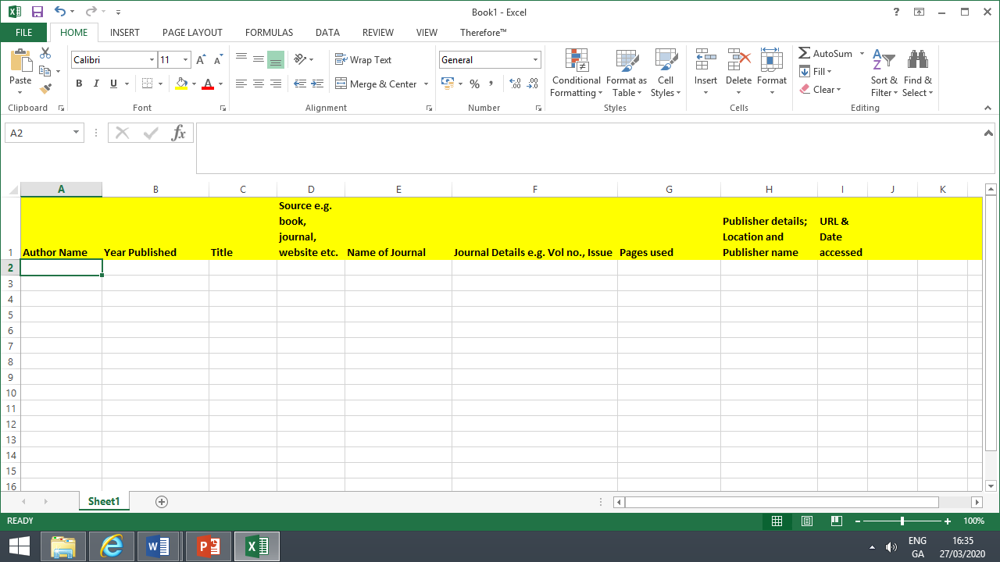 Book1 - Excel
?
FILE HOME INSERT PAGE LAYOUT FORMULAS DATA REVIEW VIEW Therefore™
Paste
Clipboard
Calibri 11
B I U
Font
Wrap Text
Merge & Center
Alignment
General
% ,
Number
Conditional Formatting
Format as Table
Cell Styles
Styles
Insert Delete Format
Cells
AutoSum
Fill
Clear
Sort & Filter
Find & Select
Editing
A2
fx
A B C D E F G H I J K
1
Author Name
Year Published
Title
Source e.g.
book,
journal,
website etc.
Name of Journal
Journal Details e.g. Vol no., Issue
Pages used
Publisher details;
Location and
Publisher name
URL &
Date
accessed
2
3
4
5
6
7
8
9
10
11
12
13
14
15
16
Sheet1
READY
100%
ENG
GA
16:35
27/03/2020